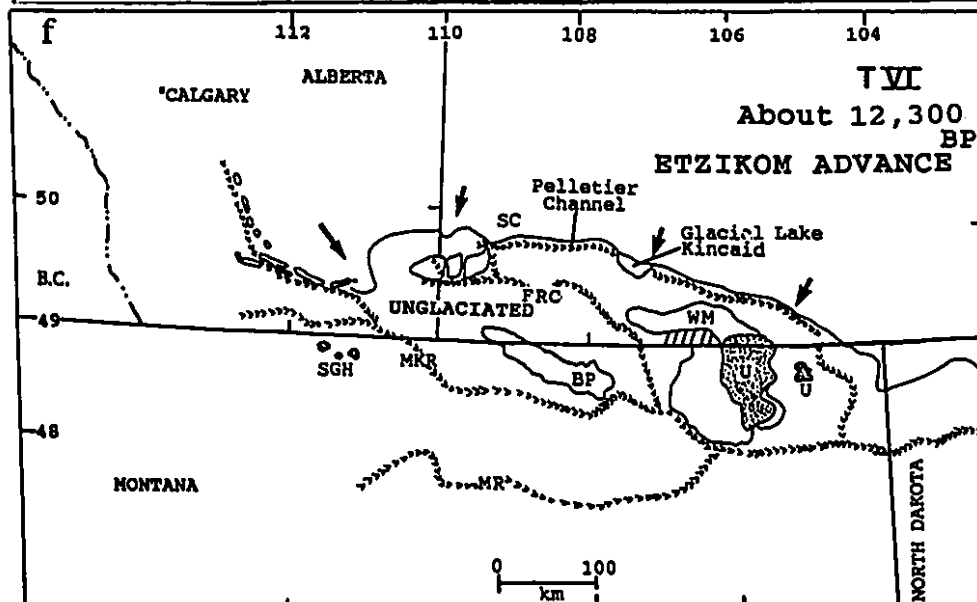 f
112
110
108
106
104
ALBERTA
CALGARY
T VI
About 12,300
BP
ETZIKOM ADVANCE
50
Pelletier
Channel
SC
Glacial Lake
Kincaid
B.C.
UNGLACIATED
FRC
WM
49
SGH
MKR
BP
U
U
48
MONTANA
MR
NORTH DAKOTA
0 100
km